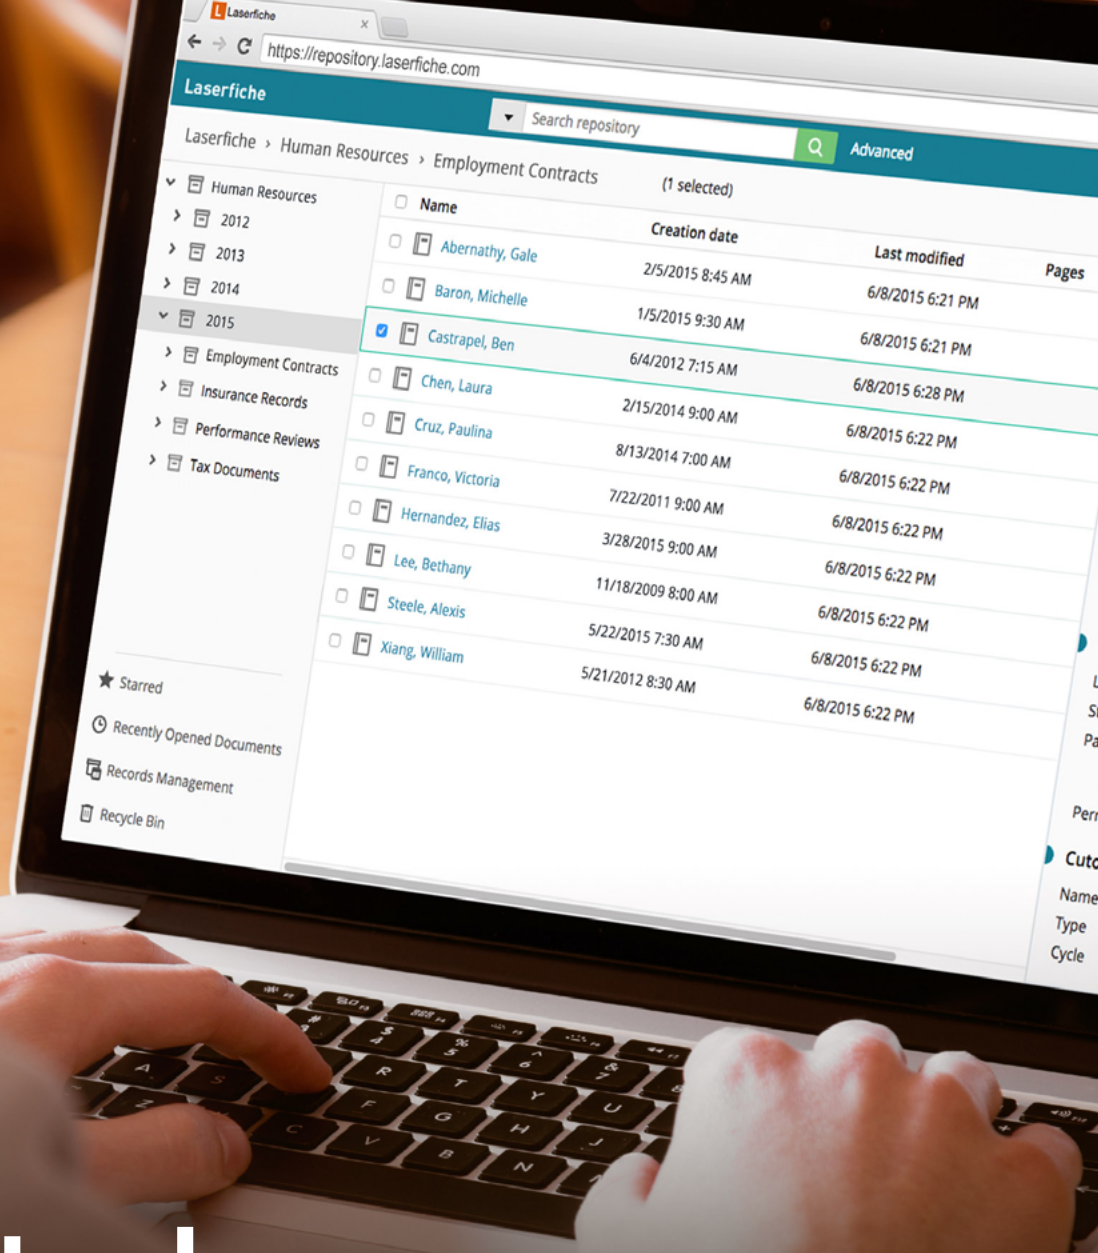 Laserfiche
https://repository.laserfiche.com
Laserfiche Search repository Advanced
Laserfiche › Human Resources › Employment Contracts (1 selected)
Human Resources
2012
2013
2014
2015
Employment Contracts
Insurance Records
Performance Reviews
Tax Documents
Starred
Recently Opened Documents
Records Management
Recycle Bin
Name Creation date Last modified Pages
Abernathy, Gale 2/5/2015 8:45 AM 6/8/2015 6:21 PM
Baron, Michelle 1/5/2015 9:30 AM 6/8/2015 6:21 PM
Castrapel, Ben 6/4/2012 7:15 AM 6/8/2015 6:28 PM
Chen, Laura 2/15/2014 9:00 AM 6/8/2015 6:22 PM
Cruz, Paulina 8/13/2014 7:00 AM 6/8/2015 6:22 PM
Franco, Victoria 7/22/2011 9:00 AM 6/8/2015 6:22 PM
Hernandez, Elias 3/28/2015 9:00 AM 6/8/2015 6:22 PM
Lee, Bethany 11/18/2009 8:00 AM 6/8/2015 6:22 PM
Steele, Alexis 5/22/2015 7:30 AM 6/8/2015 6:22 PM
Xiang, William 5/21/2012 8:30 AM 6/8/2015 6:22 PM
Name
Type
Cycle
# $ 4 % 5 ^ 6 & 7
R T Y U
A S F G H J
Z C V B N